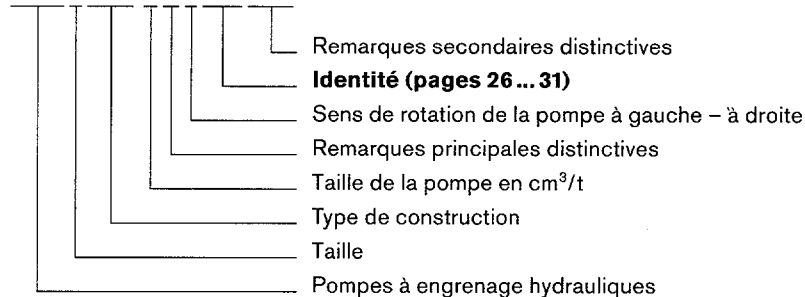 Remarques secondaires distinctives
Identité (pages 26 ... 31)
Sens de rotation de la pompe à gauche – à droite
Remarques principales distinctives
Taille de la pompe en cm³/t
Type de construction
Taille
Pompes à engrenage hydrauliques